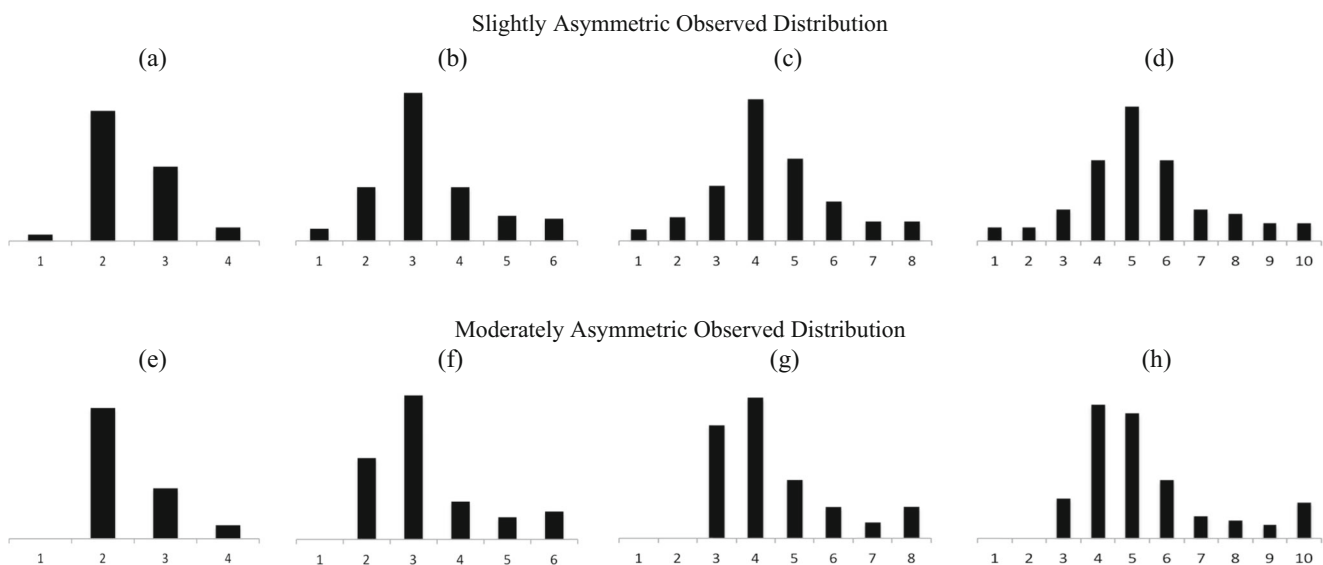 Slightly Asymmetric Observed Distribution
(a) (b) (c) (d)
1 2 3 4 1 2 3 4 5 6 1 2 3 4 5 6 7 8 1 2 3 4 5 6 7 8 9 10
Moderately Asymmetric Observed Distribution
(e) (f) (g) (h)
1 2 3 4 1 2 3 4 5 6 1 2 3 4 5 6 7 8 1 2 3 4 5 6 7 8 9 10